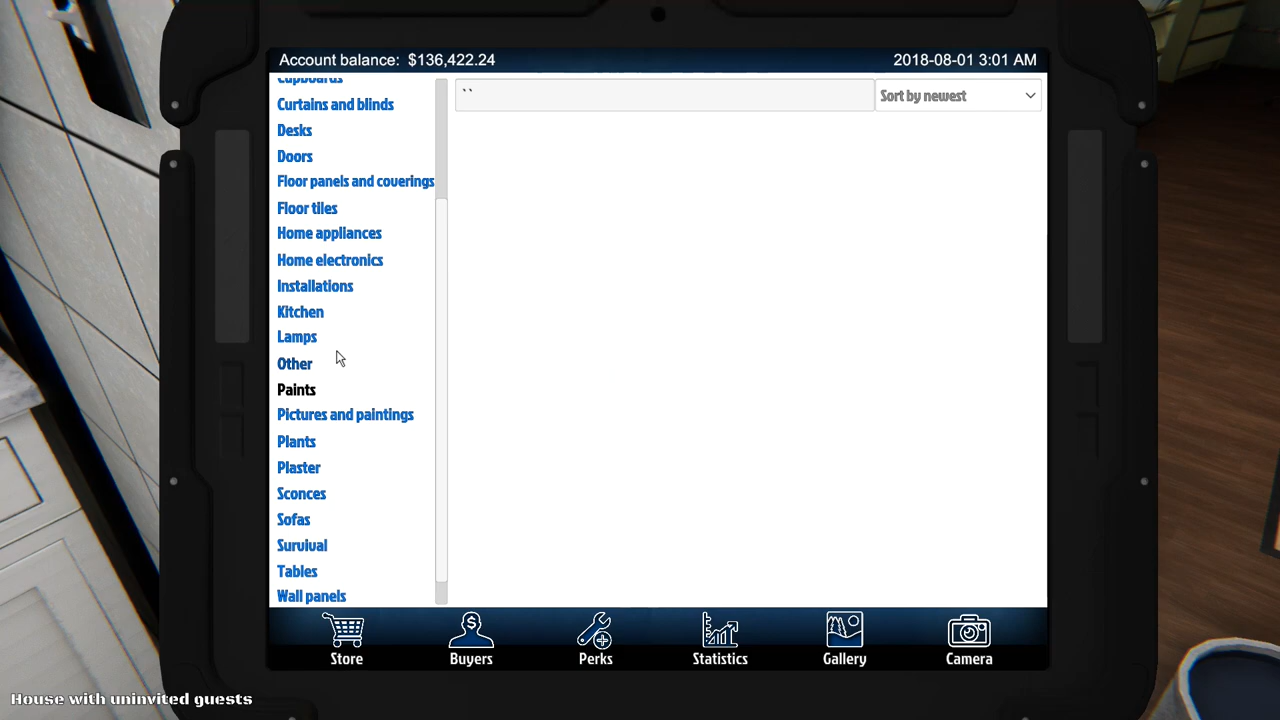 Account balance: $136,422.24
2018-08-01 3:01 AM
Cupboards
``
Sort by newest
Curtains and blinds
Desks
Doors
Floor panels and coverings
Floor tiles
Home appliances
Home electronics
Installations
Kitchen
Lamps
Other
Paints
Pictures and paintings
Plants
Plaster
Sconces
Sofas
Survival
Tables
Wall panels
Store
Buyers
Perks
Statistics
Gallery
Camera
House with uninvited guests